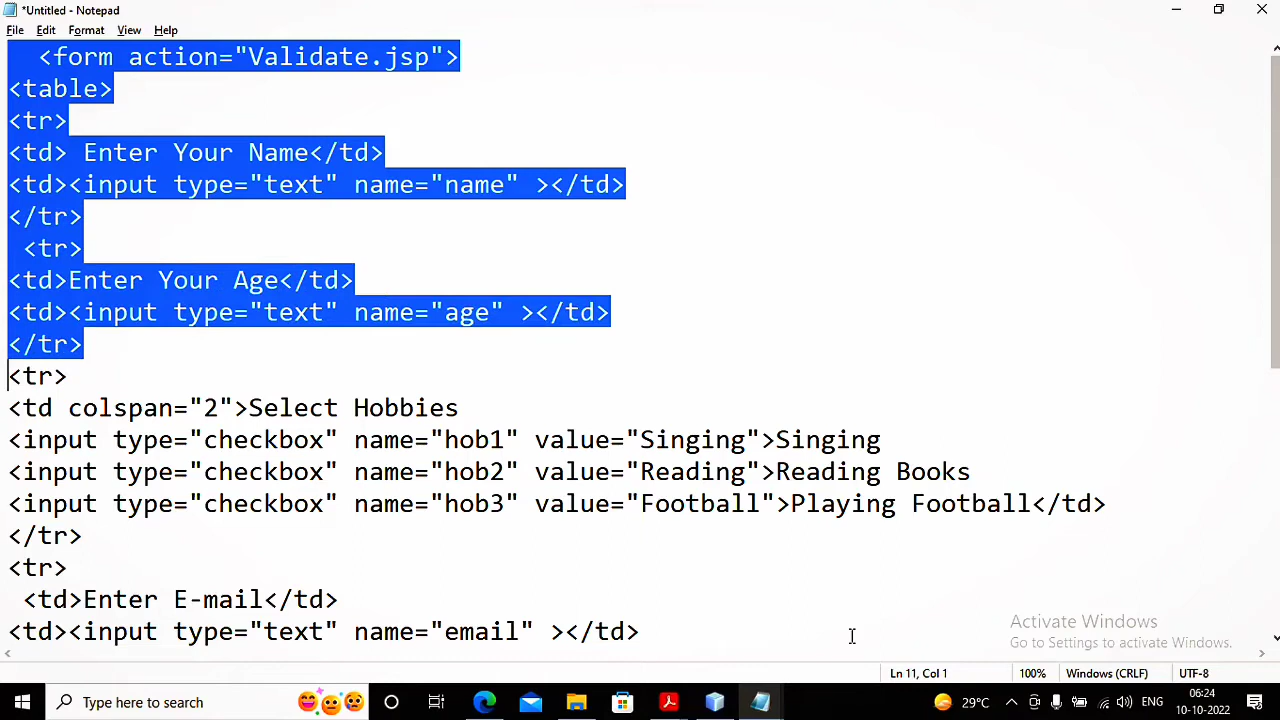 *Untitled - Notepad
File Edit Format View Help
<form action="Validate.jsp">
<table>
<tr>
<td> Enter Your Name</td>
<td><input type="text" name="name" ></td>
</tr>
<tr>
<td>Enter Your Age</td>
<td><input type="text" name="age" ></td>
</tr>
<tr>
<td colspan="2">Select Hobbies
<input type="checkbox" name="hob1" value="Singing">Singing
<input type="checkbox" name="hob2" value="Reading">Reading Books
<input type="checkbox" name="hob3" value="Football">Playing Football</td>
</tr>
<tr>
<td>Enter E-mail</td>
<td><input type="text" name="email" ></td>
Activate Windows
Go to Settings to activate Windows.
Ln 11, Col 1 100% Windows (CRLF) UTF-8
Type here to search 29°C ENG 06:24
10-10-2022